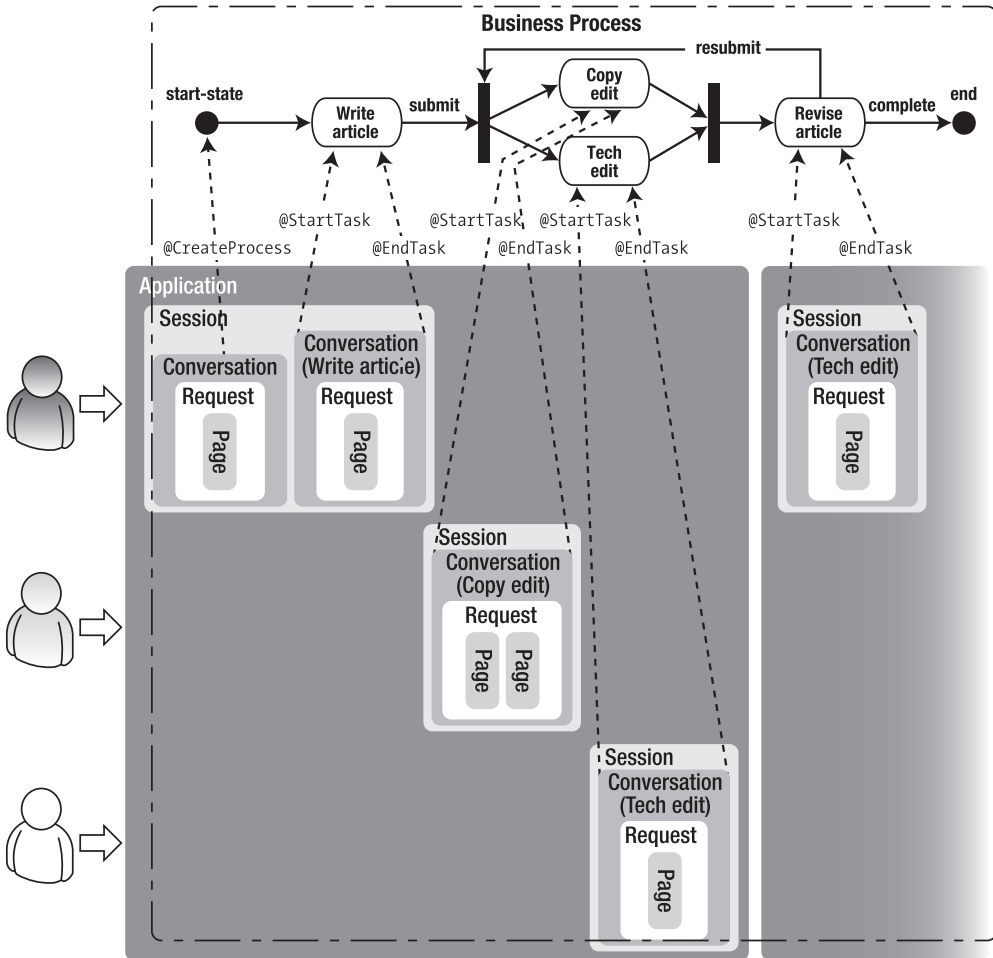 Business Process
resubmit
start-state
Write
article
submit
Copy
edit
Tech
edit
Revise
article
complete
end
@StartTask
@StartTask
@StartTask
@StartTask
@CreateProcess
@EndTask
@EndTask
@EndTask
@EndTask
Application
Session
Conversation
Request
Page
Conversation
(Write article)
Request
Page
Session
Conversation
(Tech edit)
Request
Page
Session
Conversation
(Copy edit)
Request
Page
Page
Session
Conversation
(Tech edit)
Request
Page